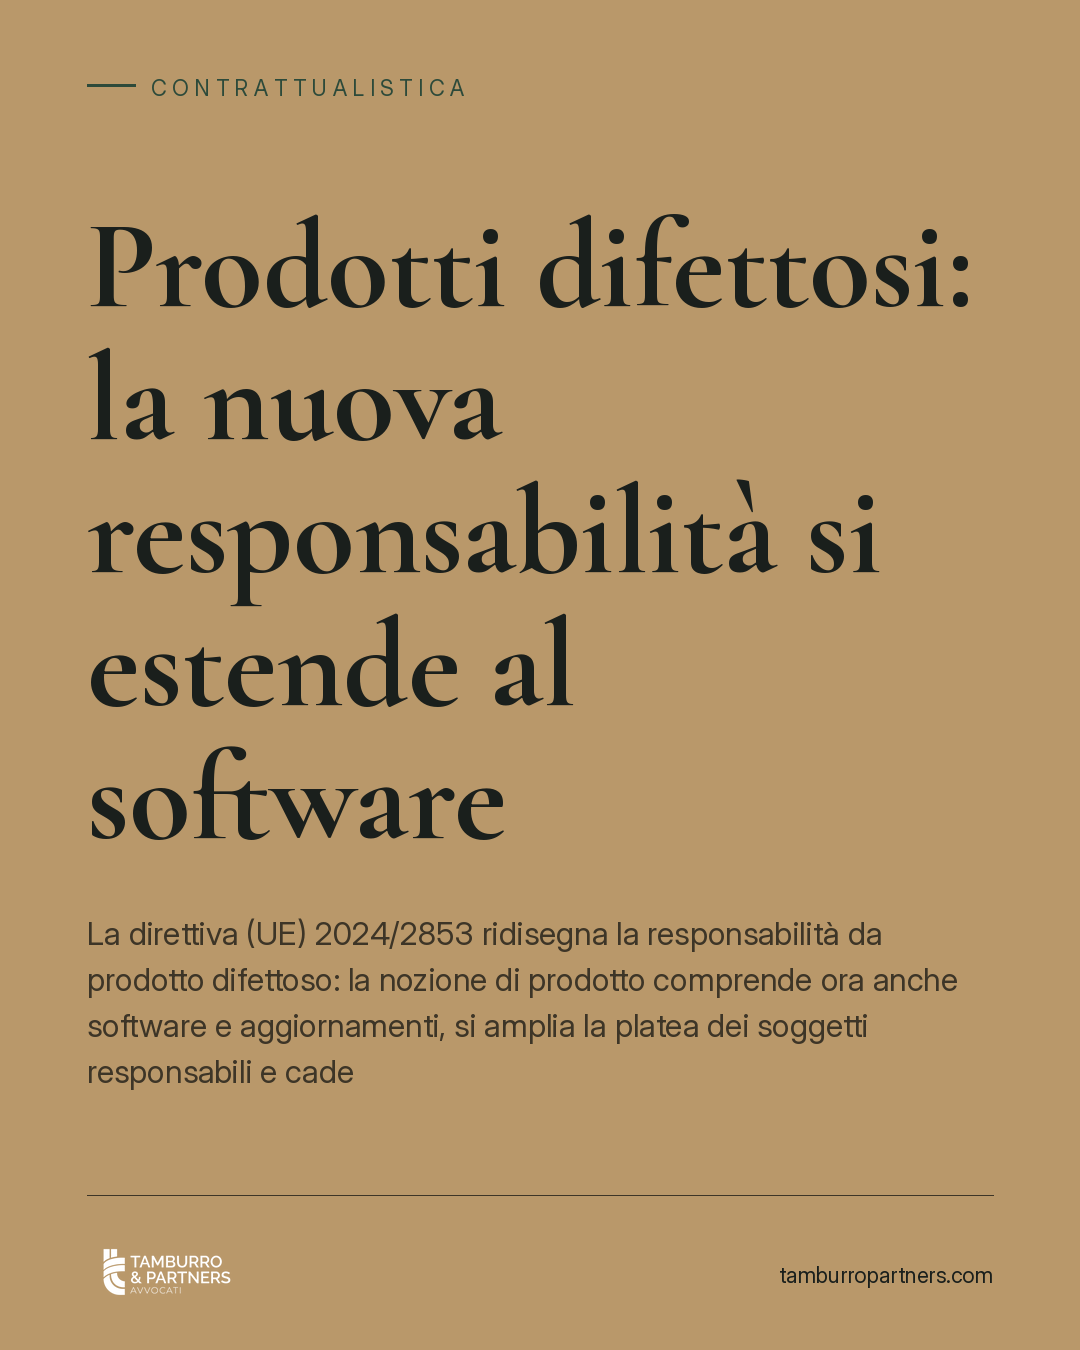 CONTRATTUALISTICA
Prodotti difettosi:
la nuova
responsabilità si
estende al
software
La direttiva (UE) 2024/2853 ridisegna la responsabilità da
prodotto difettoso: la nozione di prodotto comprende ora anche
software e aggiornamenti, si amplia la platea dei soggetti
responsabili e cade
TAMBURRO
& PARTNERS
AVVOCATI
tamburropartners.com